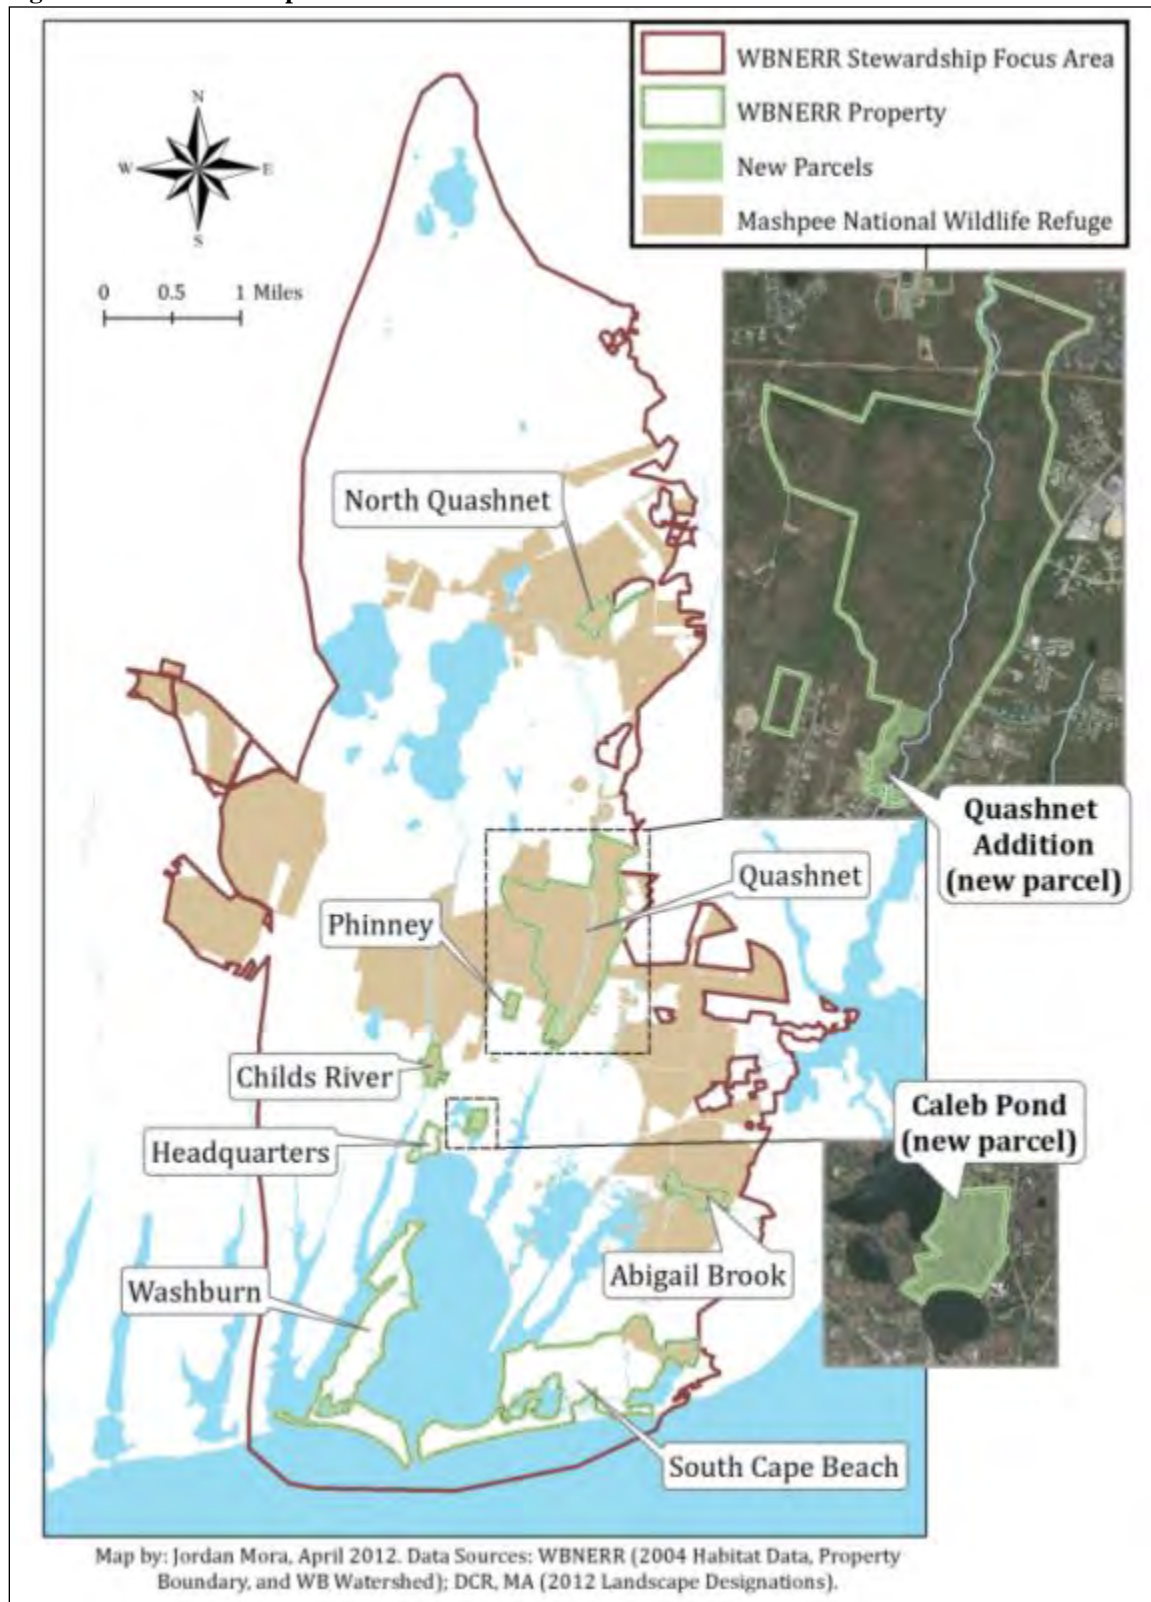 WBNERR Stewardship Focus Area
WBNERR Property
New Parcels
Mashpee National Wildlife Refuge
N
W
E
S
0 0.5 1 Miles
North Quashnet
Quashnet
Addition
(new parcel)
Quashnet
Phinney
Childs River
Caleb Pond
(new parcel)
Headquarters
Abigail Brook
Washburn
South Cape Beach
Map by: Jordan Mora, April 2012. Data Sources: WBNERR (2004 Habitat Data, Property
Boundary, and WB Watershed); DCR, MA (2012 Landscape Designations).